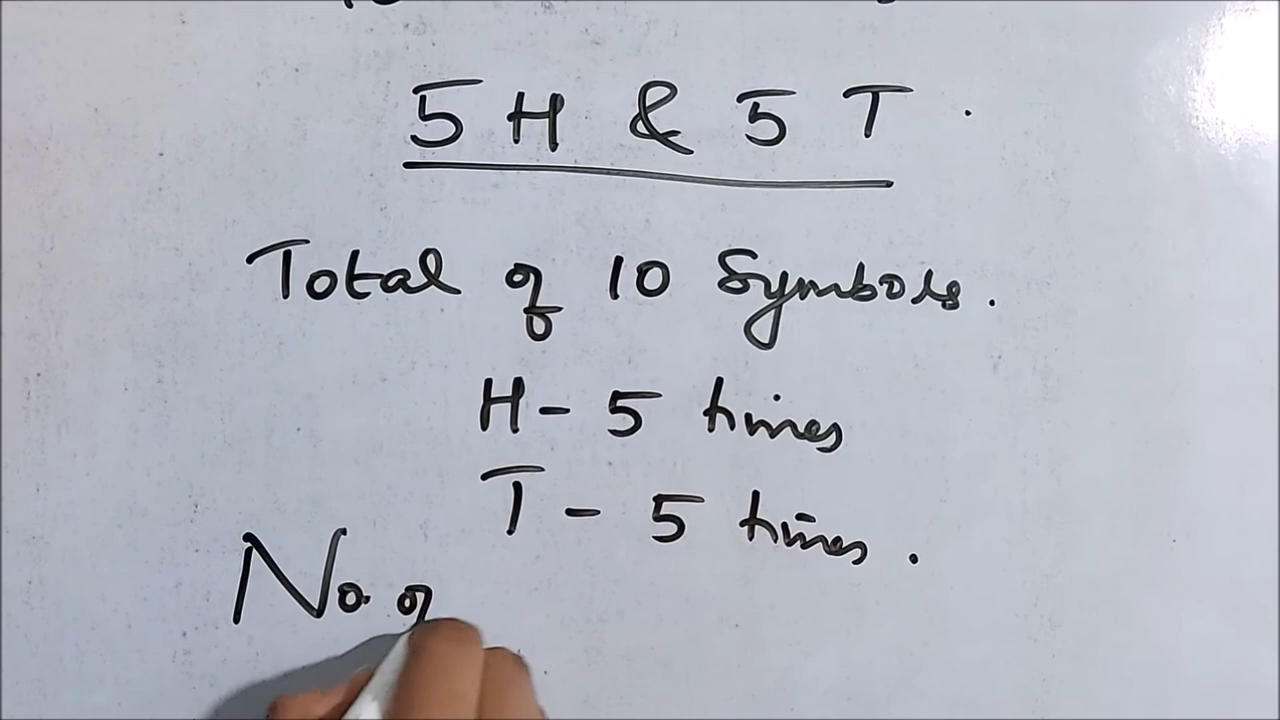 5 H & 5 T .
Total of 10 Symbols.
H - 5 times
T - 5 times.
No. of